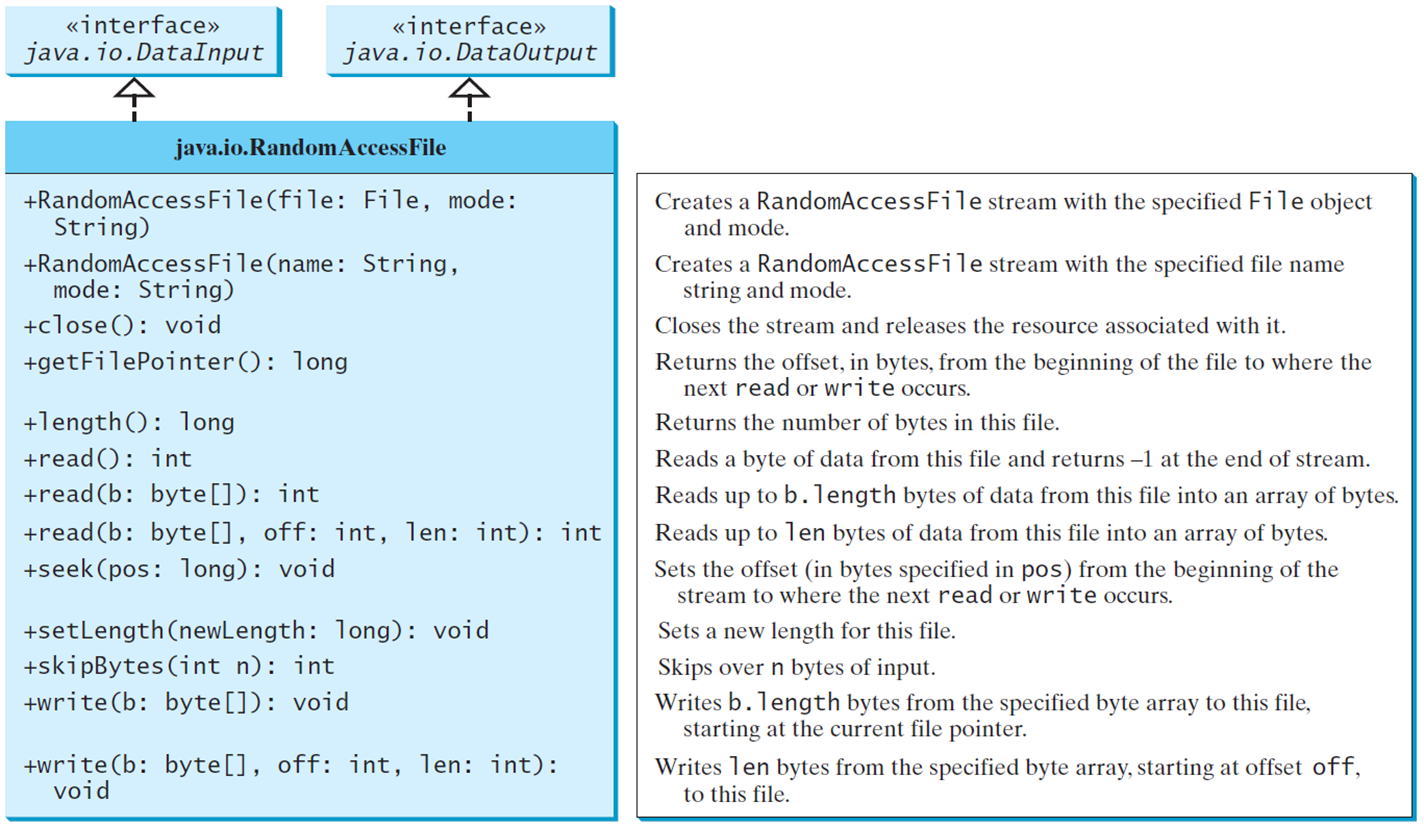 «interface»
java.io.DataInput
«interface»
java.io.DataOutput
java.io.RandomAccessFile
+RandomAccessFile(file: File, mode:
String)
Creates a RandomAccessFile stream with the specified File object
and mode.
+RandomAccessFile(name: String,
mode: String)
Creates a RandomAccessFile stream with the specified file name
string and mode.
+close(): void
Closes the stream and releases the resource associated with it.
+getFilePointer(): long
Returns the offset, in bytes, from the beginning of the file to where the
next read or write occurs.
+length(): long
Returns the number of bytes in this file.
+read(): int
Reads a byte of data from this file and returns –1 at the end of stream.
+read(b: byte[]): int
Reads up to b.length bytes of data from this file into an array of bytes.
+read(b: byte[], off: int, len: int): int
Reads up to len bytes of data from this file into an array of bytes.
+seek(pos: long): void
Sets the offset (in bytes specified in pos) from the beginning of the
stream to where the next read or write occurs.
+setLength(newLength: long): void
Sets a new length for this file.
+skipBytes(int n): int
Skips over n bytes of input.
+write(b: byte[]): void
Writes b.length bytes from the specified byte array to this file,
starting at the current file pointer.
+write(b: byte[], off: int, len: int):
void
Writes len bytes from the specified byte array, starting at offset off,
to this file.